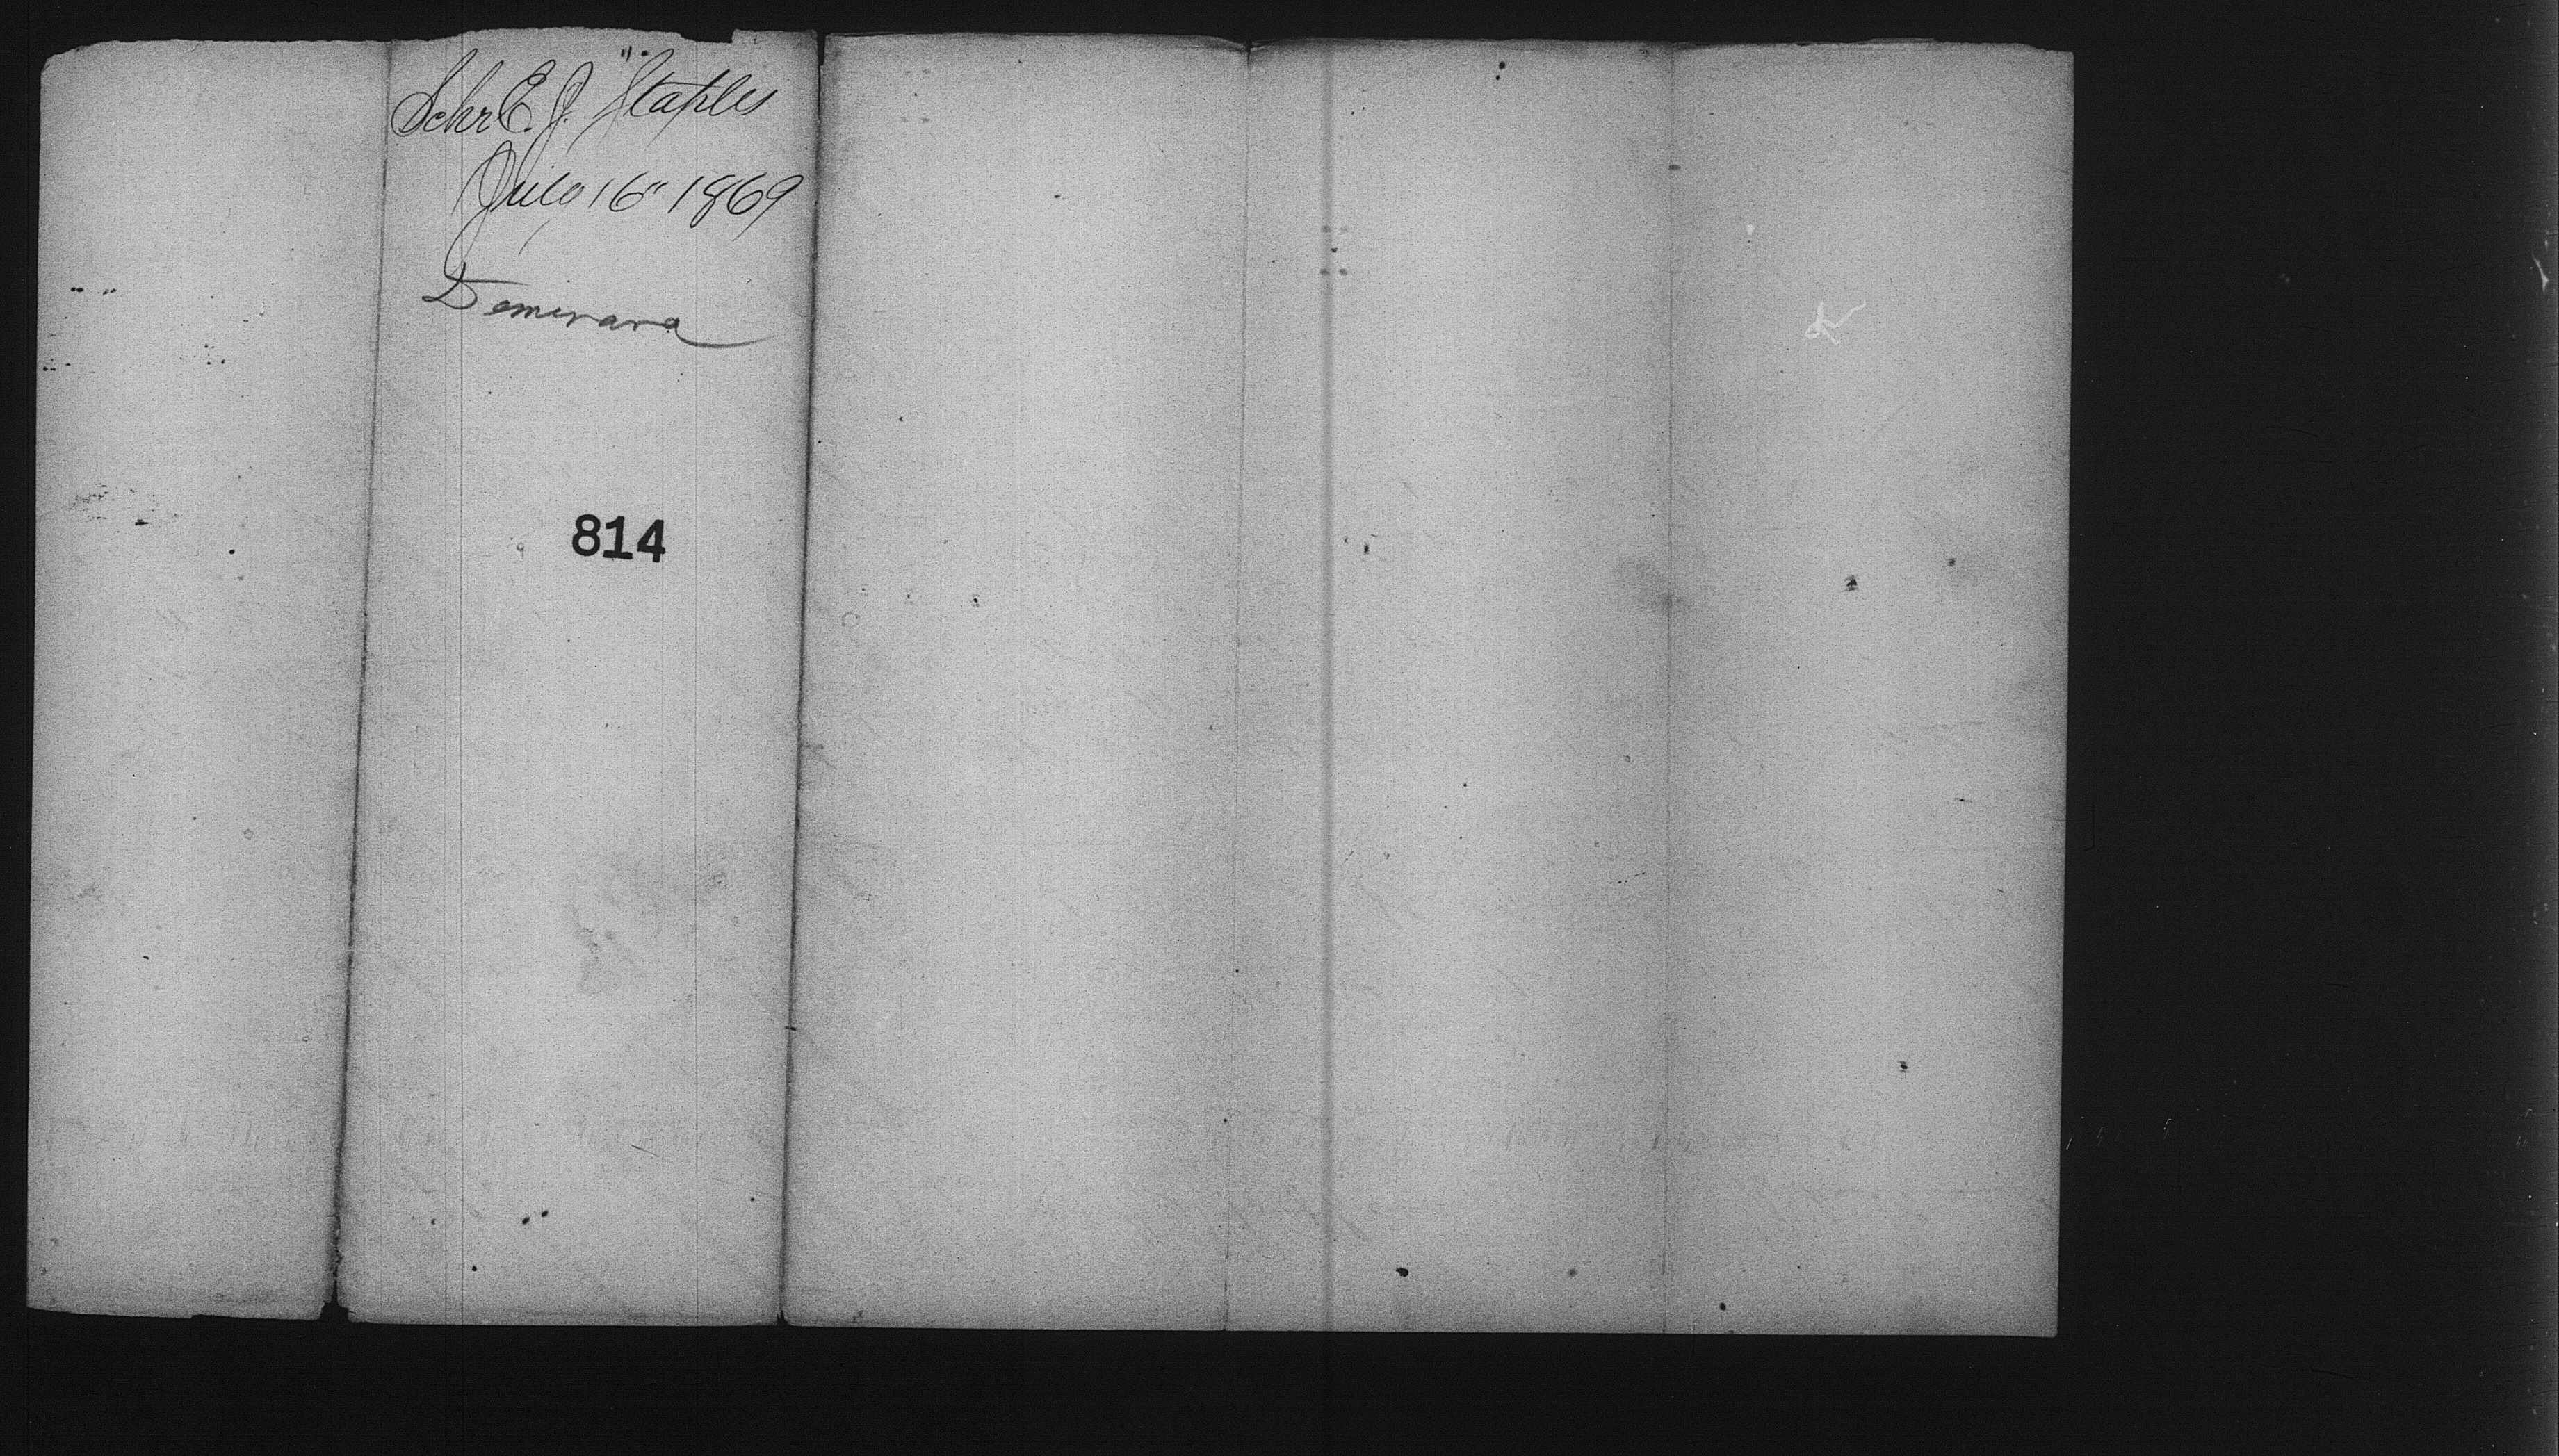 Schr E. J. Staples
July 16" 1869
Demerara
814